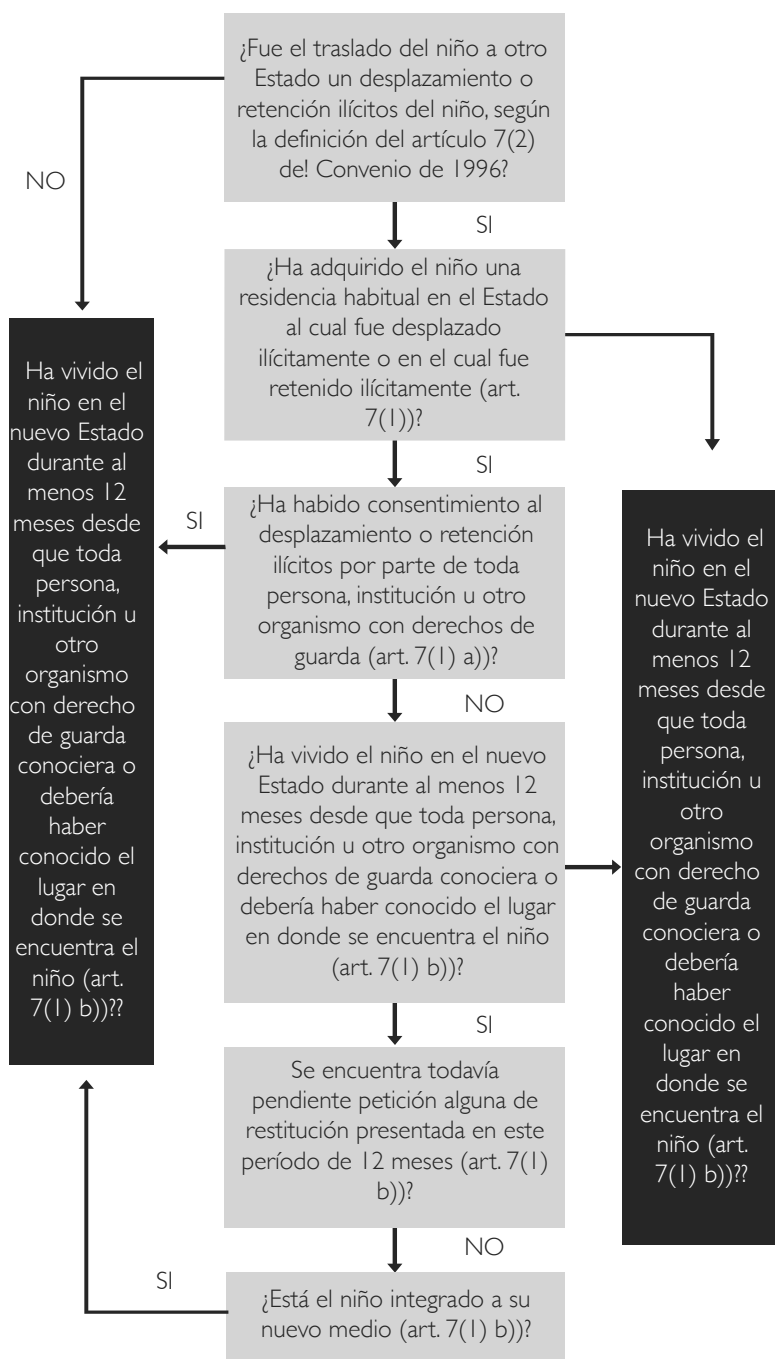 ¿Fue el traslado del niño a otro
Estado un desplazamiento o
retención ilícitos del niño, según
la definición del artículo 7(2)
de! Convenio de 1996?
NO
SI
¿Ha adquirido el niño una
residencia habitual en el Estado
al cual fue desplazado
ilícitamente o en el cual fue
retenido ilícitamente (art.
7(1))?
SI
Ha vivido el
niño en el
nuevo Estado
durante al
menos 12
meses desde
que toda
persona,
institución u
otro
organismo
con derecho
de guarda
conociera o
debería
haber
conocido el
lugar en
donde se
encuentra el
niño (art.
7(1) b))??
SI
¿Ha habido consentimiento al
desplazamiento o retención
ilícitos por parte de toda
persona, institución u otro
organismo con derechos de
guarda (art. 7(1) a))?
NO
¿Ha vivido el niño en el nuevo
Estado durante al menos 12
meses desde que toda persona,
institución u otro organismo con
derechos de guarda conociera o
debería haber conocido el lugar
en donde se encuentra el niño
(art. 7(1) b))?
Ha vivido el
niño en el
nuevo Estado
durante al
menos 12
meses desde
que toda
persona,
institución u
otro
organismo
con derecho
de guarda
conociera o
debería
haber
conocido el
lugar en
donde se
encuentra el
niño (art.
7(1) b))??
SI
Se encuentra todavía
pendiente petición alguna de
restitución presentada en este
período de 12 meses (art. 7(1)
b))?
NO
SI
¿Está el niño integrado a su
nuevo medio (art. 7(1) b))?